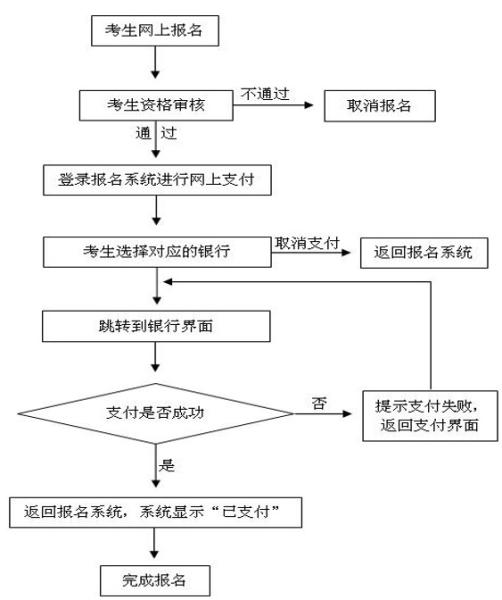 考生网上报名
考生资格审核
不通过
取消报名
通 过
登录报名系统进行网上支付
考生选择对应的银行
取消支付
返回报名系统
跳转到银行界面
支付是否成功
否
提示支付失败，
返回支付界面
是
返回报名系统，系统显示“已支付”
完成报名